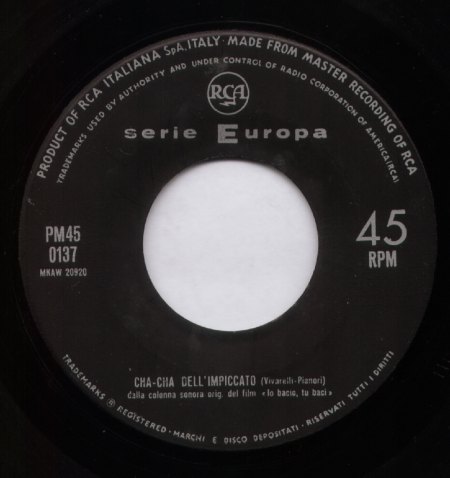 PRODUCT OF RCA ITALIANA SpA, ITALY - MADE FROM MASTER RECORDING OF RCA
TRADEMARKS USED BY AUTHORITY AND UNDER CONTROL OF RADIO CORPORATION OF AMERICA (RCA)
RCA
serie Europa
PM45
0137
MKAW 20920
45
RPM
CHA-CHA DELL'IMPICCATO (Vivarelli-Pianori)
dalla colonna sonora orig. del film «Io bacio, tu baci»
TRADEMARKS ® REGISTERED - MARCHI E DISCO DEPOSITATI - RISERVATI TUTTI I DIRITTI